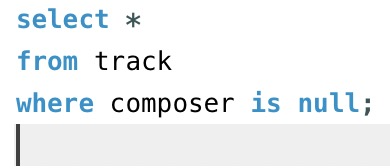 select *
from track
where composer is null;